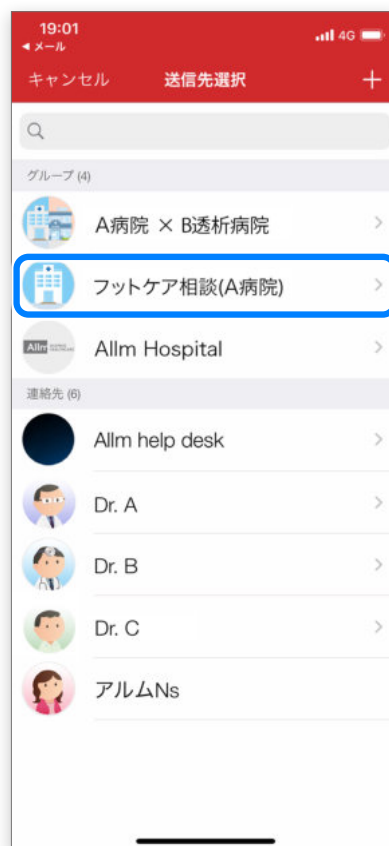 19:01
4G
◀ メール
キャンセル 送信先選択 +
グループ (4)
A病院 × B透析病院
フットケア相談(A病院)
Allm
Allm Hospital
連絡先 (6)
Allm help desk
Dr. A
Dr. B
Dr. C
アルムNs